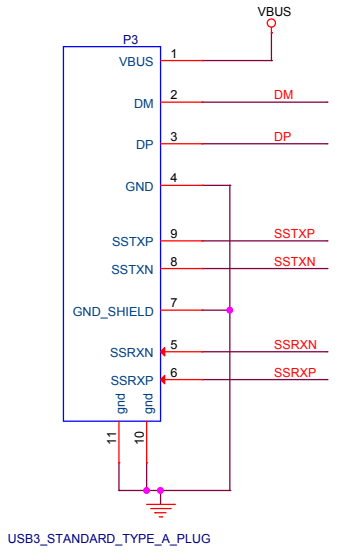 VBUS
P3
VBUS 1
DM 2 DM
DP 3 DP
GND 4
SSTXP 9 SSTXP
SSTXN 8 SSTXN
GND_SHIELD 7
SSRXN 5 SSRXN
SSRXP 6 SSRXP
gnd gnd
11 10
USB3_STANDARD_TYPE_A_PLUG